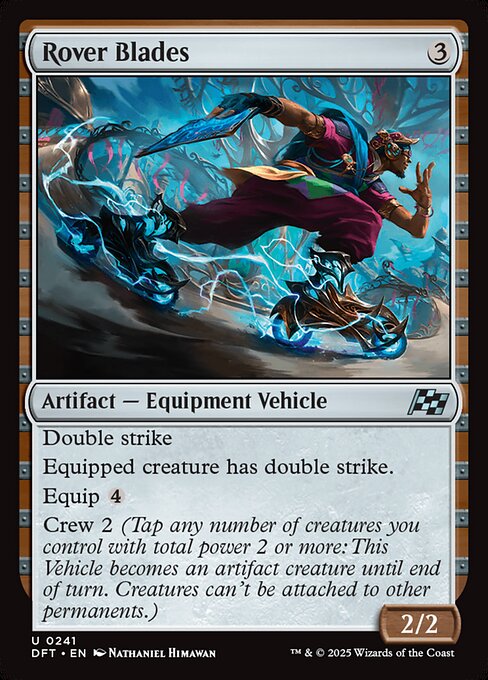 Rover Blades 3
Artifact — Equipment Vehicle
Double strike
Equipped creature has double strike.
Equip 4
Crew 2 (Tap any number of creatures you
control with total power 2 or more: This
Vehicle becomes an artifact creature until end
of turn. Creatures can't be attached to other
permanents.)
2/2
U 0241
DFT • EN Nathaniel Himawan
™ & © 2025 Wizards of the Coast